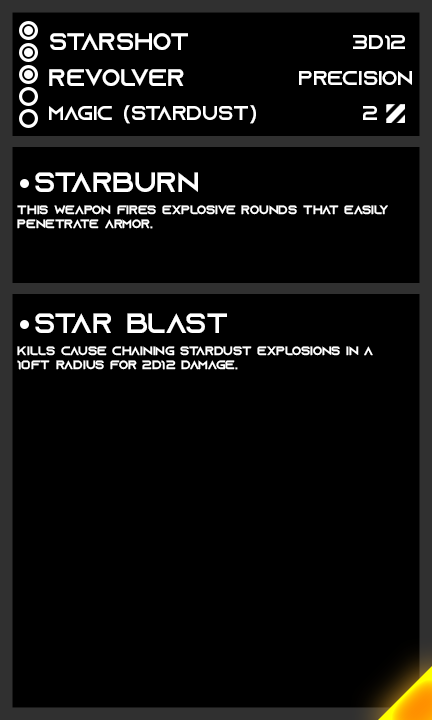 STARSHOT 3D12
REVOLVER PRECISION
MAGIC (STARDUST) 2
•STARBURN
THIS WEAPON FIRES EXPLOSIVE ROUNDS THAT EASILY
PENETRATE ARMOR.
•STAR BLAST
KILLS CAUSE CHAINING STARDUST EXPLOSIONS IN A
10FT RADIUS FOR 2D12 DAMAGE.